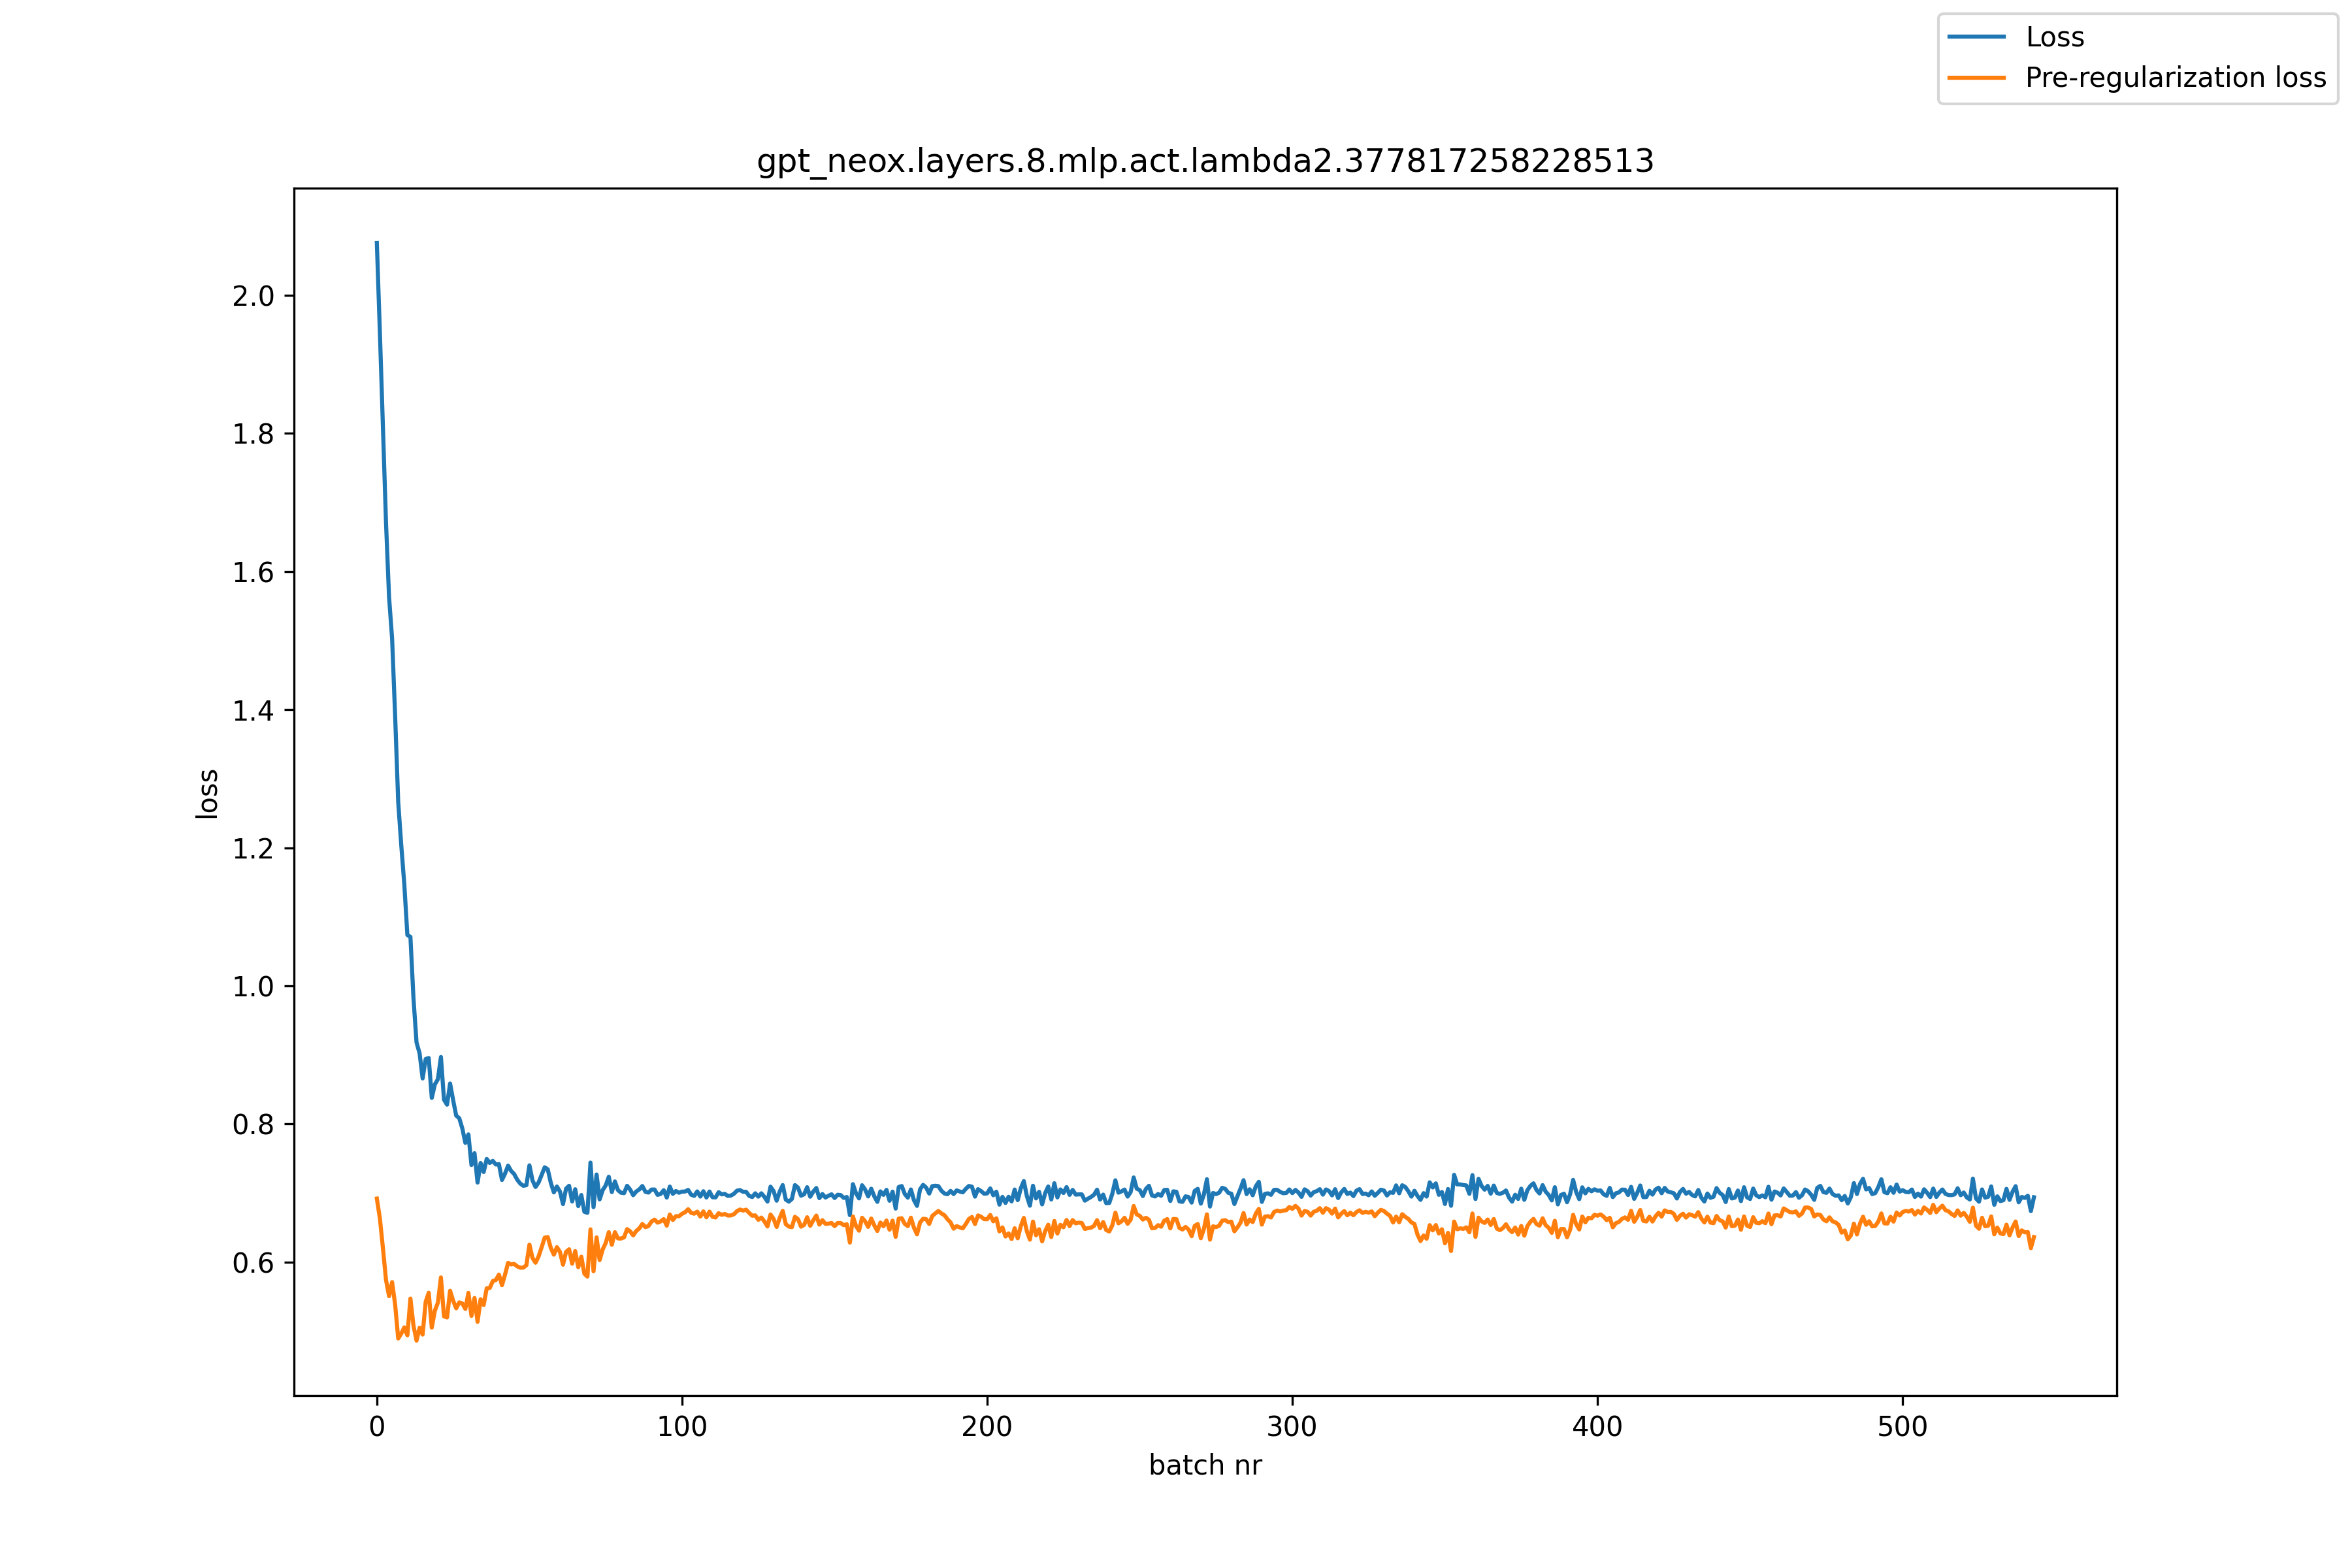 Loss
Pre-regularization loss
gpt_neox.layers.8.mlp.act.lambda2.377817258228513
2.0
1.8
1.6
1.4
1.2
1.0
0.8
0.6
loss
0 100 200 300 400 500
batch nr